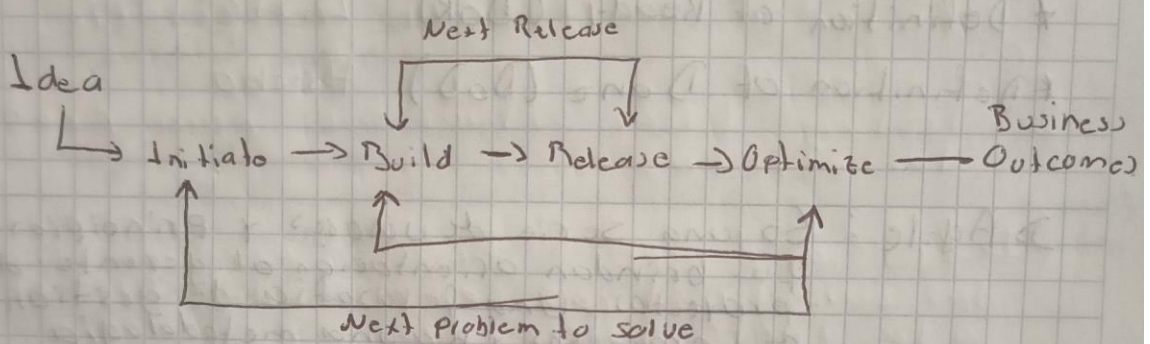 Next Release
Idea
Business
Initiate → Build → Release → Optimize — Outcomes
Next problem to solve